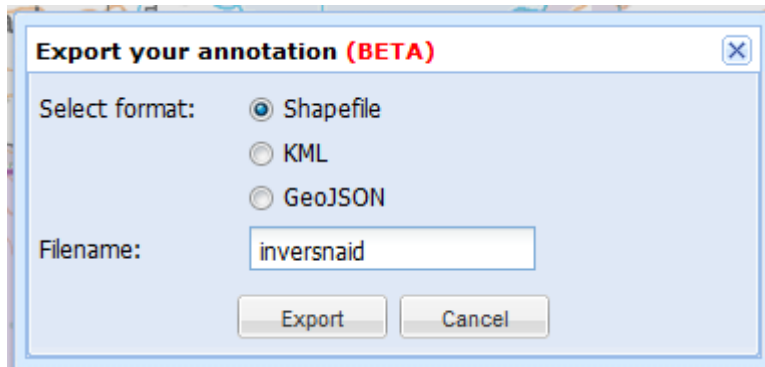 Export your annotation (BETA)
Select format: Shapefile
KML
GeoJSON
Filename: inversnaid
Export Cancel